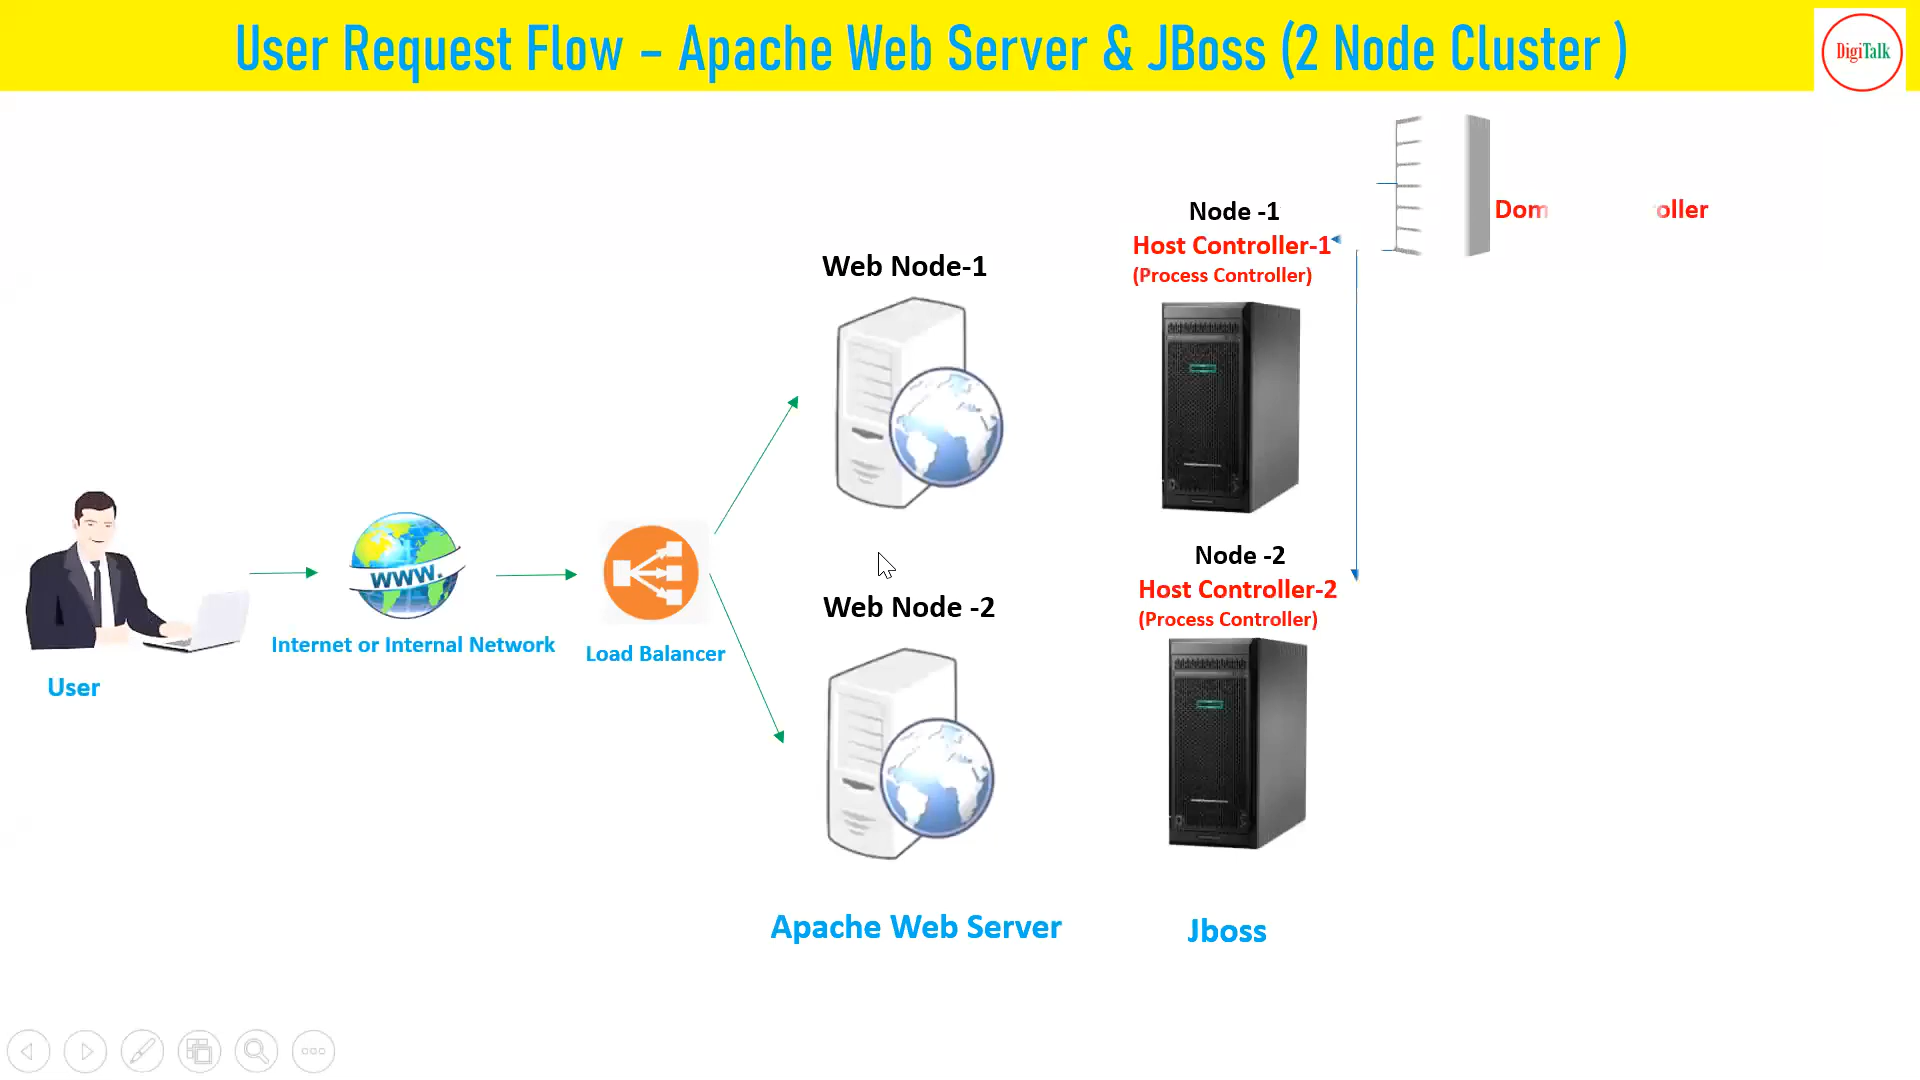 User Request Flow – Apache Web Server & JBoss (2 Node Cluster )
DigiTalk
Node -1
Host Controller-1
(Process Controller)
Web Node-1
Node -2
Host Controller-2
(Process Controller)
Web Node -2
www.
Internet or Internal Network
Load Balancer
User
Apache Web Server
Jboss